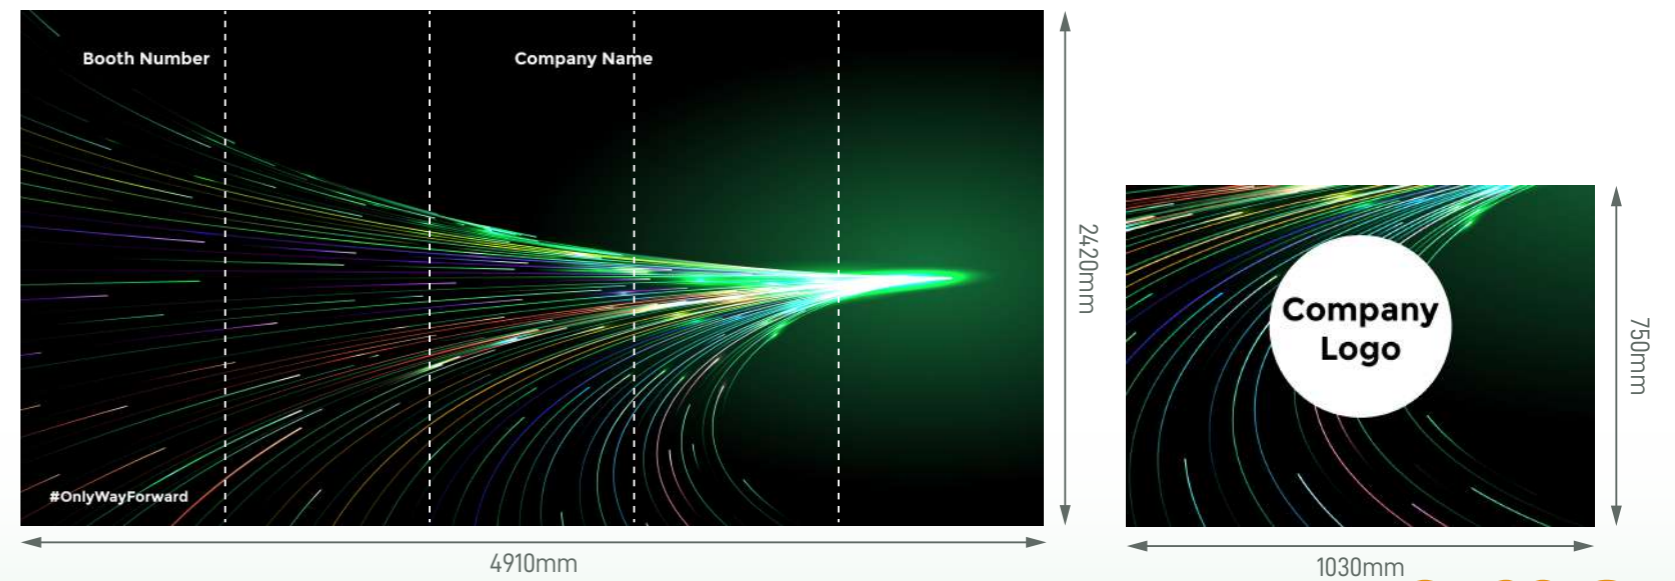 Booth Number
Company Name
#OnlyWayForward
4910mm
2420mm
Company
Logo
1030mm
750mm